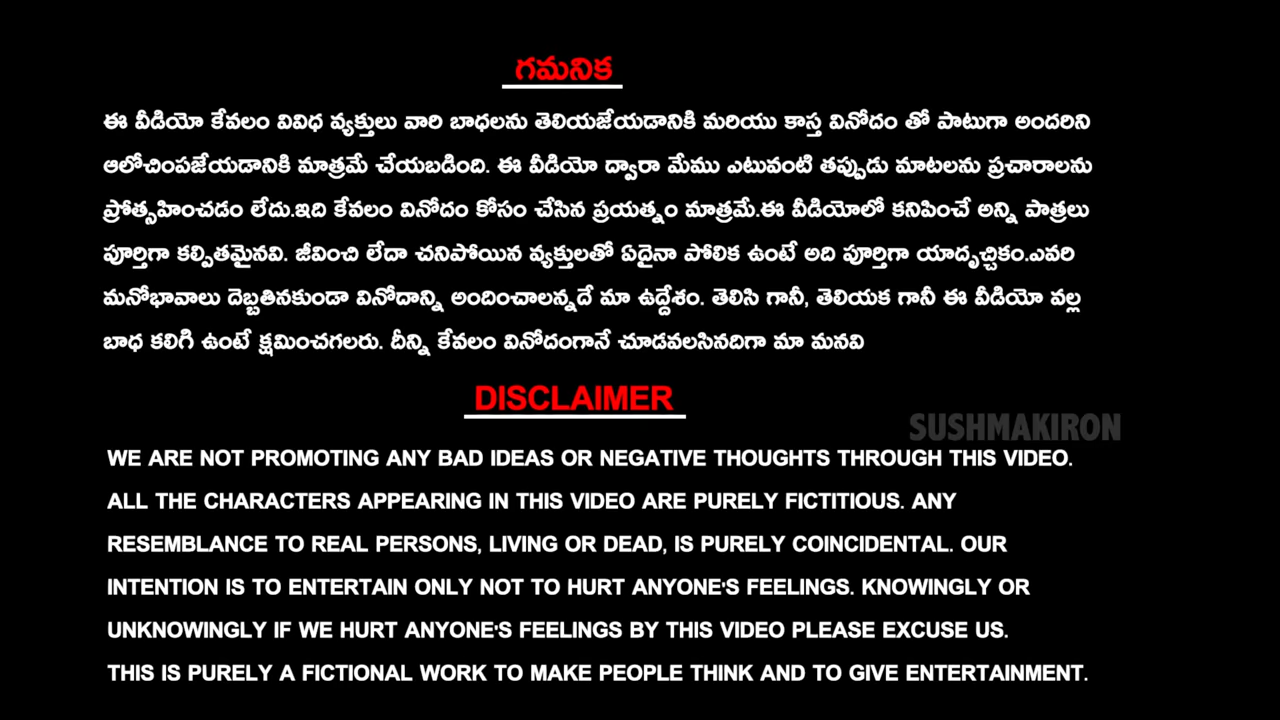 గమనిక
ఈ వీడియో కేవలం వివిధ వ్యక్తులు వారి బాధలను తెలియజేయడానికి మరియు కాస్త వినోదం తో పాటుగా అందరిని
ఆలోచింపజేయడానికి మాత్రమే చేయబడింది. ఈ వీడియో ద్వారా మేము ఎటువంటి తప్పుడు మాటలను ప్రచారాలను
ప్రోత్సహించడం లేదు.ఇది కేవలం వినోదం కోసం చేసిన ప్రయత్నం మాత్రమే.ఈ వీడియోలో కనిపించే అన్ని పాత్రలు
పూర్తిగా కల్పితమైనవి. జీవించి లేదా చనిపోయిన వ్యక్తులతో ఏదైనా పోలిక ఉంటే అది పూర్తిగా యాదృచ్చికం.ఎవరి
మనోభావాలు దెబ్బతినకుండా వినోదాన్ని అందించాలన్నదే మా ఉద్దేశం. తెలిసి గానీ, తెలియక గానీ ఈ వీడియో వల్ల
బాధ కలిగి ఉంటే క్షమించగలరు. దీన్ని కేవలం వినోదంగానే చూడవలసినదిగా మా మనవి
DISCLAIMER
SUSHMAKIRON
WE ARE NOT PROMOTING ANY BAD IDEAS OR NEGATIVE THOUGHTS THROUGH THIS VIDEO.
ALL THE CHARACTERS APPEARING IN THIS VIDEO ARE PURELY FICTITIOUS. ANY
RESEMBLANCE TO REAL PERSONS, LIVING OR DEAD, IS PURELY COINCIDENTAL. OUR
INTENTION IS TO ENTERTAIN ONLY NOT TO HURT ANYONE'S FEELINGS. KNOWINGLY OR
UNKNOWINGLY IF WE HURT ANYONE'S FEELINGS BY THIS VIDEO PLEASE EXCUSE US.
THIS IS PURELY A FICTIONAL WORK TO MAKE PEOPLE THINK AND TO GIVE ENTERTAINMENT.